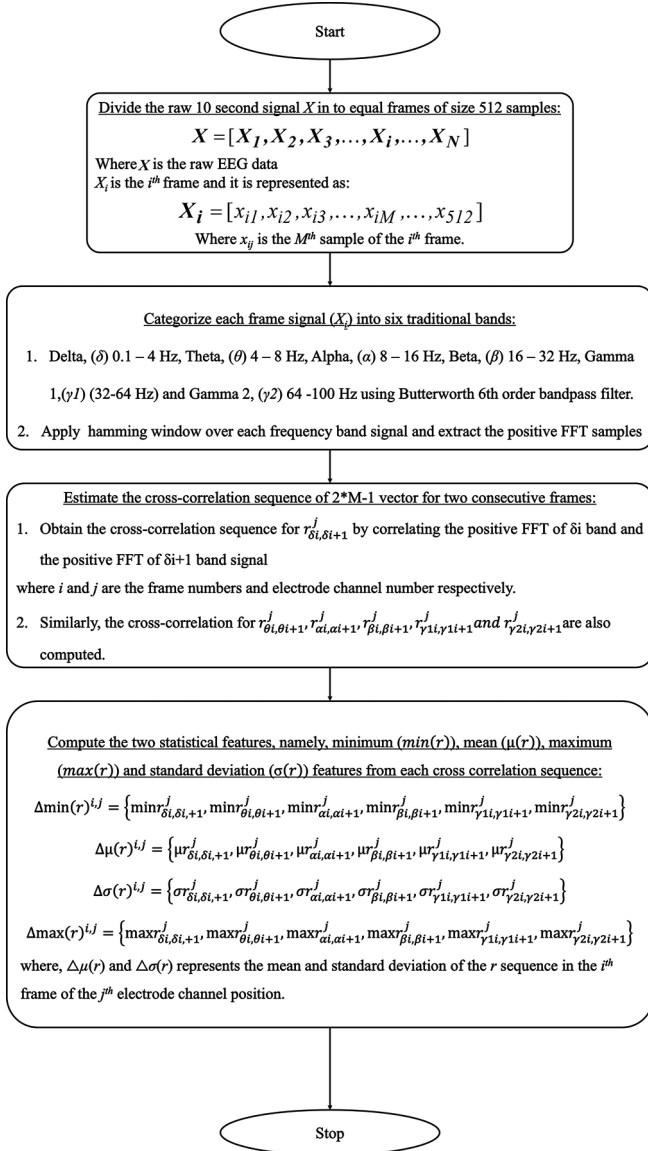 Start
Divide the raw 10 second signal X in to equal frames of size 512 samples:
X = [X₁, X₂, X₃,..., Xᵢ,..., X_N]
Where X is the raw EEG data
Xᵢ is the iᵗʰ frame and it is represented as:
Xᵢ = [x_{i1}, x_{i2}, x_{i3},..., x_{iM},..., x_{512}]
Where x_{ij} is the Mᵗʰ sample of the iᵗʰ frame.
Categorize each frame signal (Xᵢ) into six traditional bands:
1. Delta, (δ) 0.1 – 4 Hz, Theta, (θ) 4 – 8 Hz, Alpha, (α) 8 – 16 Hz, Beta, (β) 16 – 32 Hz, Gamma
1,(γ1) (32-64 Hz) and Gamma 2, (γ2) 64 -100 Hz using Butterworth 6th order bandpass filter.
2. Apply hamming window over each frequency band signal and extract the positive FFT samples
Estimate the cross-correlation sequence of 2*M-1 vector for two consecutive frames:
1. Obtain the cross-correlation sequence for r^j_{δi,δi+1} by correlating the positive FFT of δi band and
the positive FFT of δi+1 band signal
where i and j are the frame numbers and electrode channel number respectively.
2. Similarly, the cross-correlation for r^j_{θi,θi+1}, r^j_{αi,αi+1}, r^j_{βi,βi+1}, r^j_{γ1i,γ1i+1} and r^j_{γ2i,γ2i+1} are also
computed.
Compute the two statistical features, namely, minimum (min(r)), mean (μ(r)), maximum
(max(r)) and standard deviation (σ(r)) features from each cross correlation sequence:
Δmin(r)^{i,j} = {minr^j_{δi,δi,+1}, minr^j_{θi,θi+1}, minr^j_{αi,αi+1}, minr^j_{βi,βi+1}, minr^j_{γ1i,γ1i+1}, minr^j_{γ2i,γ2i+1}}
Δμ(r)^{i,j} = {μr^j_{δi,δi,+1}, μr^j_{θi,θi+1}, μr^j_{αi,αi+1}, μr^j_{βi,βi+1}, μr^j_{γ1i,γ1i+1}, μr^j_{γ2i,γ2i+1}}
Δσ(r)^{i,j} = {σr^j_{δi,δi,+1}, σr^j_{θi,θi+1}, σr^j_{αi,αi+1}, σr^j_{βi,βi+1}, σr^j_{γ1i,γ1i+1}, σr^j_{γ2i,γ2i+1}}
Δmax(r)^{i,j} = {maxr^j_{δi,δi,+1}, maxr^j_{θi,θi+1}, maxr^j_{αi,αi+1}, maxr^j_{βi,βi+1}, maxr^j_{γ1i,γ1i+1}, maxr^j_{γ2i,γ2i+1}}
where, △μ(r) and △σ(r) represents the mean and standard deviation of the r sequence in the iᵗʰ
frame of the jᵗʰ electrode channel position.
Stop